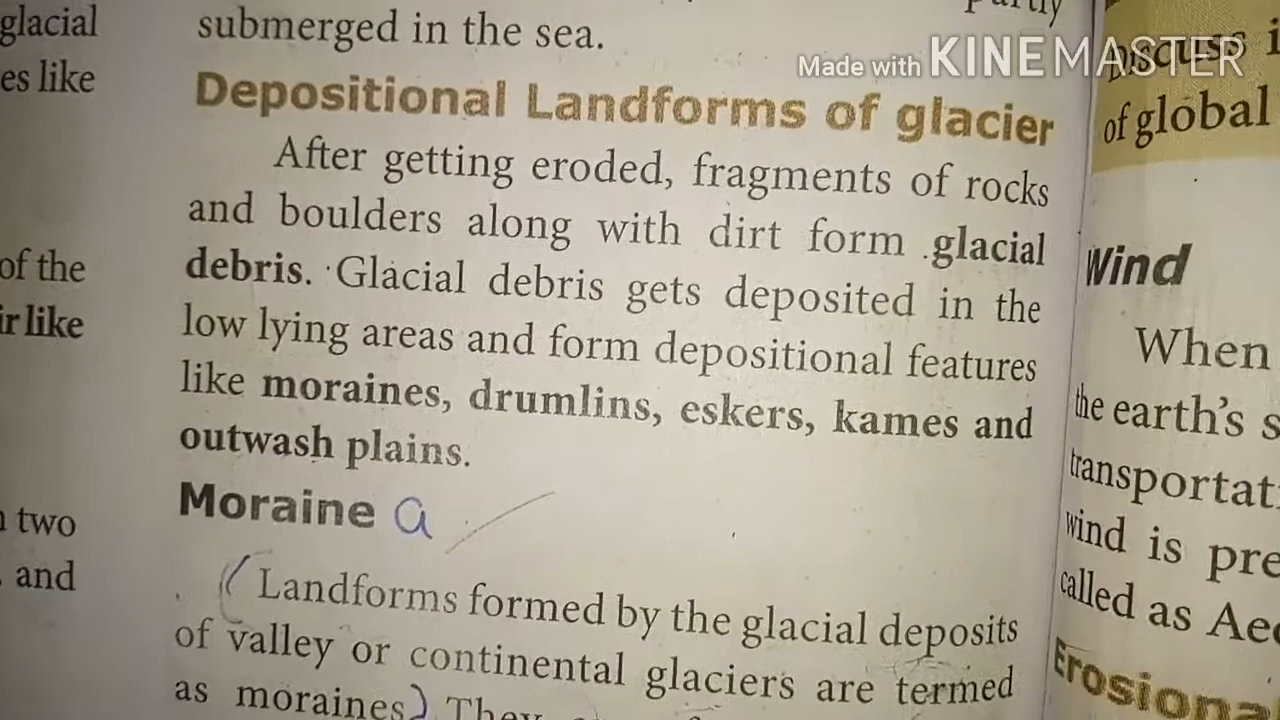 glacial
es like
of the
ir like
two
and
submerged in the sea.
Depositional Landforms of glacier
After getting eroded, fragments of rocks
and boulders along with dirt form glacial
debris. Glacial debris gets deposited in the
low lying areas and form depositional features
like moraines, drumlins, eskers, kames and
outwash plains.
Moraine a
(Landforms formed by the glacial deposits
of valley or continental glaciers are termed
as moraines) They
Made with KINEMASTER
Discuss i
of global
Wind
When
the earth's s
transportat
wind is pre
called as Aeo
Erosiona